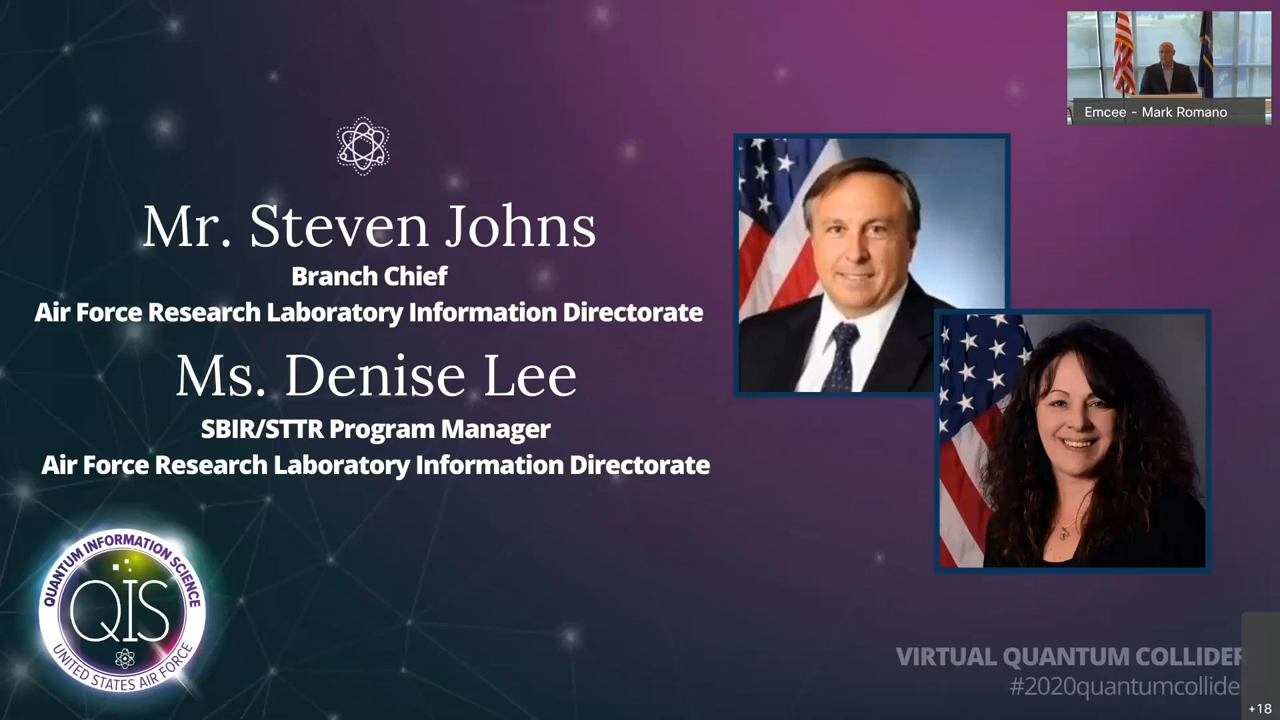 Emcee - Mark Romano
Mr. Steven Johns
Branch Chief
Air Force Research Laboratory Information Directorate
Ms. Denise Lee
SBIR/STTR Program Manager
Air Force Research Laboratory Information Directorate
QUANTUM INFORMATION SCIENCE
QIS
UNITED STATES AIR FORCE
VIRTUAL QUANTUM COLLIDER
#2020quantumcollide
+18